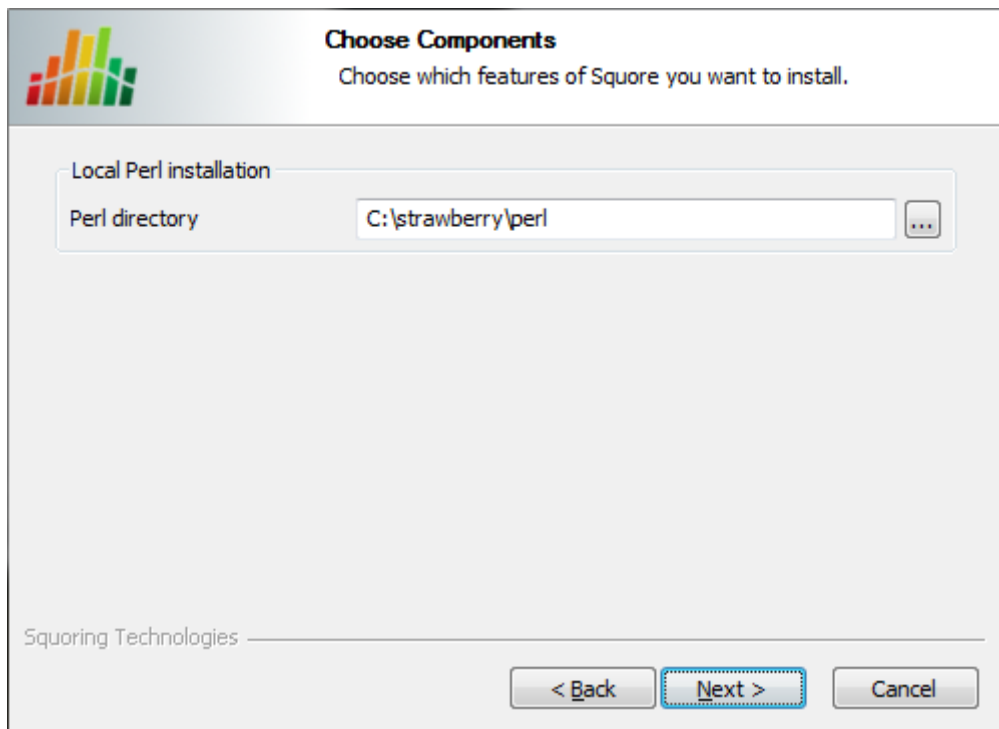 Choose Components
Choose which features of Squore you want to install.
Local Perl installation
Perl directory
C:\strawberry\perl
...
Squoring Technologies
< Back
Next >
Cancel